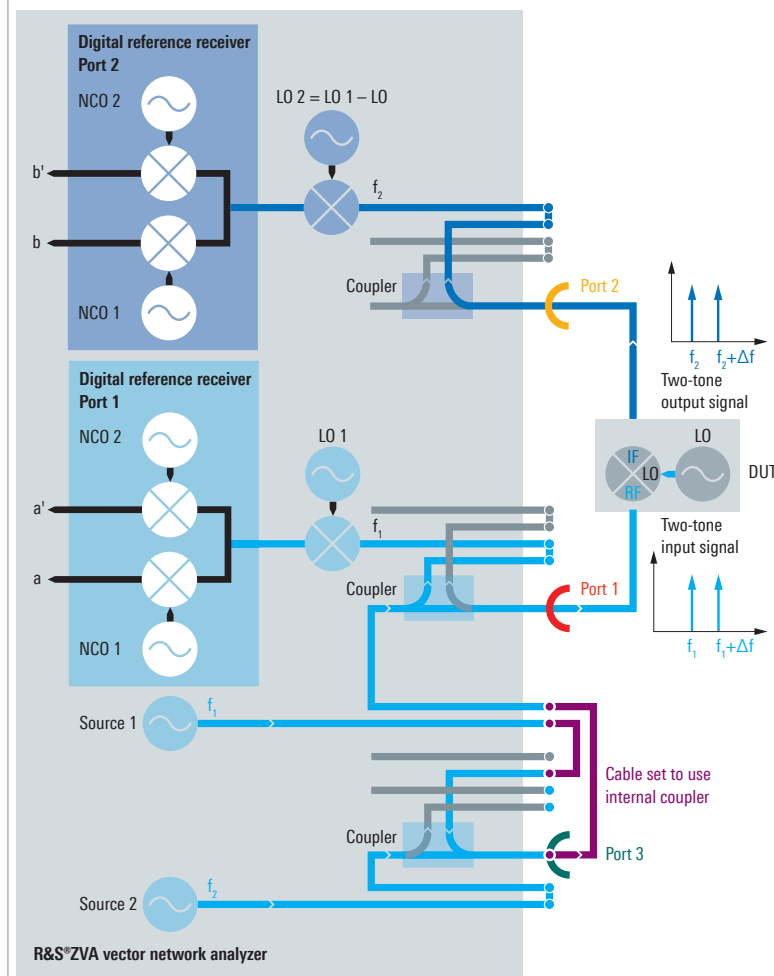 Digital reference receiver
Port 2
NCO 2
LO 2 = LO 1 – LO
b'
f2
b
NCO 1
Coupler
Port 2
f2 f2+Δf
Two-tone
output signal
Digital reference receiver
Port 1
NCO 2
LO 1
LO
IF
LO
RF
DUT
a'
f1
Two-tone
input signal
a
Coupler
Port 1
NCO 1
f1 f1+Δf
Source 1
f1
Cable set to use
internal coupler
Coupler
Port 3
Source 2
f2
R&S®ZVA vector network analyzer